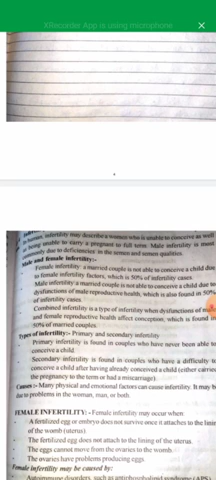 XRecorder App is using microphone
In human, infertility may describe a woman who is unable to conceive as well
as being unable to carry a pregnant to full term. Male infertility is most
commonly due to deficiencies in the semen and semen qualities.
Male and female infertility:-
Female infertility: a married couple is not able to conceive a child due
to female infertility factors, which is 50% of infertility cases.
Male infertility: a married couple is not able to conceive a child due to
dysfunctions of male reproductive health, which is also found in 50%
of infertility cases.
Combined infertility is a type of infertility when dysfunctions of male
and female reproductive health affect conception, which is found in
50% of married couples.
Types of infertility:- Primary and secondary infertility
Primary infertility is found in couples who have never been able to
conceive a child.
Secondary infertility is found in couples who have a difficulty to
conceive a child after having already conceived a child (either carried
the pregnancy to the term or had a miscarriage).
Causes :- Many physical and emotional factors can cause infertility. It may be
due to problems in the woman, man, or both.
FEMALE INFERTILITY: - Female infertility may occur when:
A fertilized egg or embryo does not survive once it attaches to the lining
of the womb (uterus).
The fertilized egg does not attach to the lining of the uterus.
The eggs cannot move from the ovaries to the womb.
The ovaries have problems producing eggs.
Female infertility may be caused by:
Autoimmune disorders, such as antiphospholipid syndrome (APS)